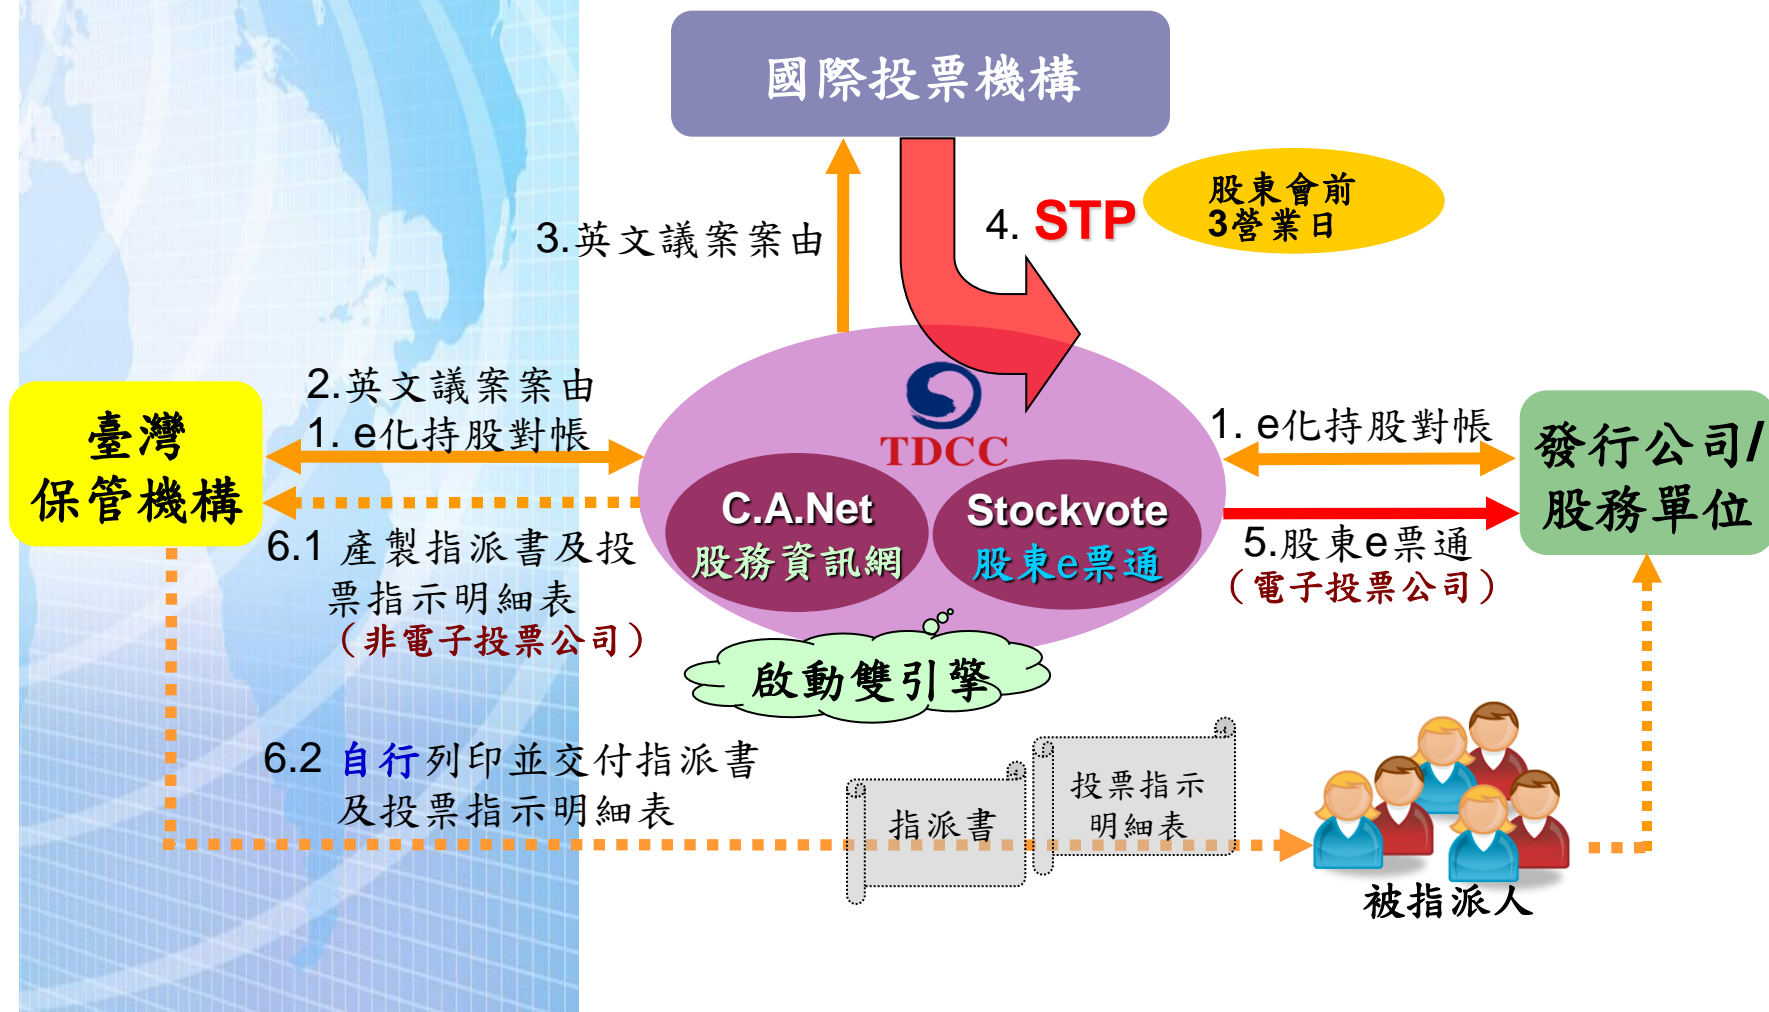 國際投票機構
股東會前
3營業日
4. STP
3.英文議案案由
2.英文議案案由
1. e化持股對帳
1. e化持股對帳
臺灣
保管機構
TDCC
發行公司/
股務單位
C.A.Net
股務資訊網
Stockvote
股東e票通
5.股東e票通
（電子投票公司）
6.1 產製指派書及投
票指示明細表
（非電子投票公司）
啟動雙引擎
6.2 自行列印並交付指派書
及投票指示明細表
指派書
投票指示
明細表
被指派人